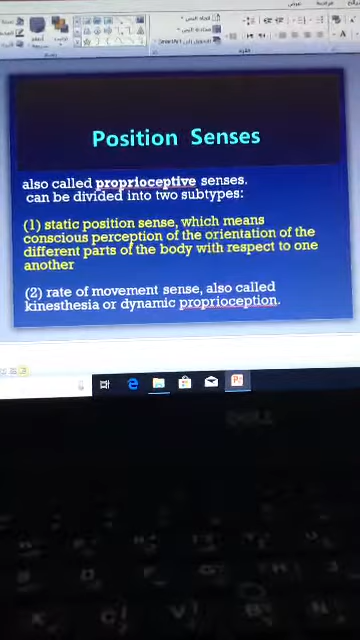 Position Senses
also called proprioceptive senses.
can be divided into two subtypes:
(1) static position sense, which means
conscious perception of the orientation of the
different parts of the body with respect to one
another
(2) rate of movement sense, also called
kinesthesia or dynamic proprioception.
DELL